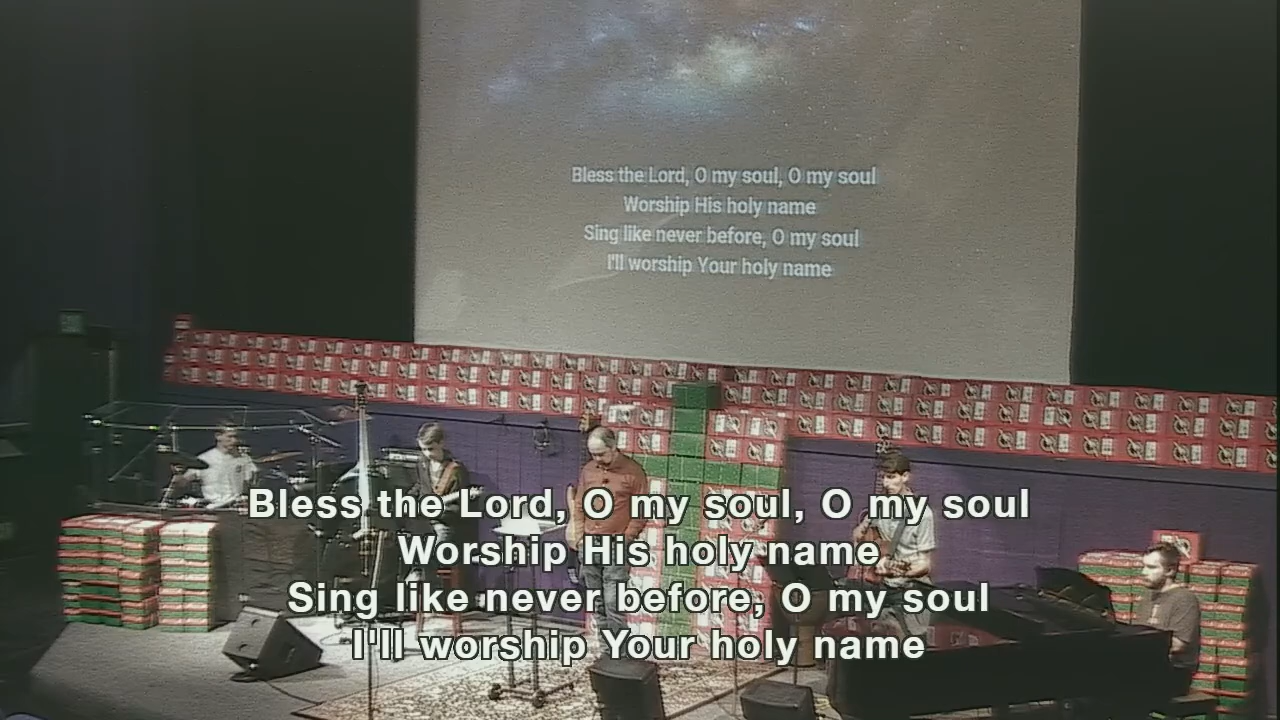 Bless the Lord, O my soul, O my soul
Worship His holy name
Sing like never before, O my soul
I'll worship Your holy name
Bless the Lord, O my soul, O my soul
Worship His holy name
Sing like never before, O my soul
I'll worship Your holy name